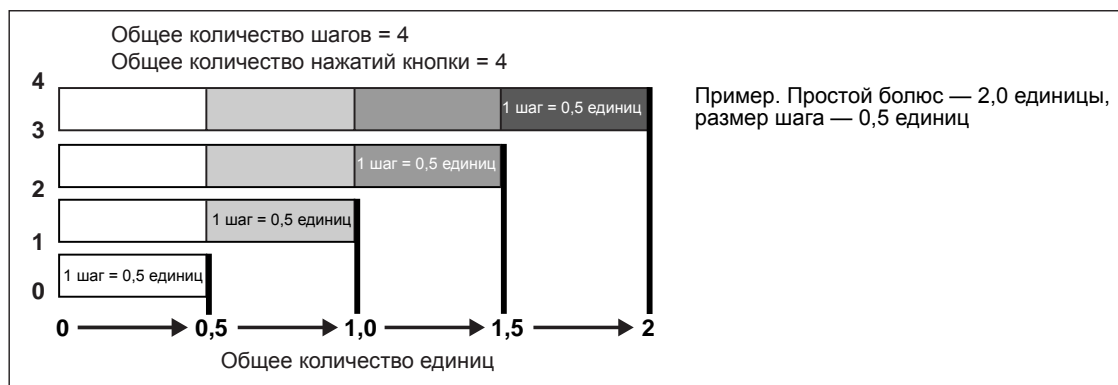 Общее количество шагов = 4
Общее количество нажатий кнопки = 4
4
1 шаг = 0,5 единиц
Пример. Простой болюс — 2,0 единицы,
размер шага — 0,5 единиц
3
1 шаг = 0,5 единиц
2
1 шаг = 0,5 единиц
1
1 шаг = 0,5 единиц
0
0 0,5 1,0 1,5 2
Общее количество единиц